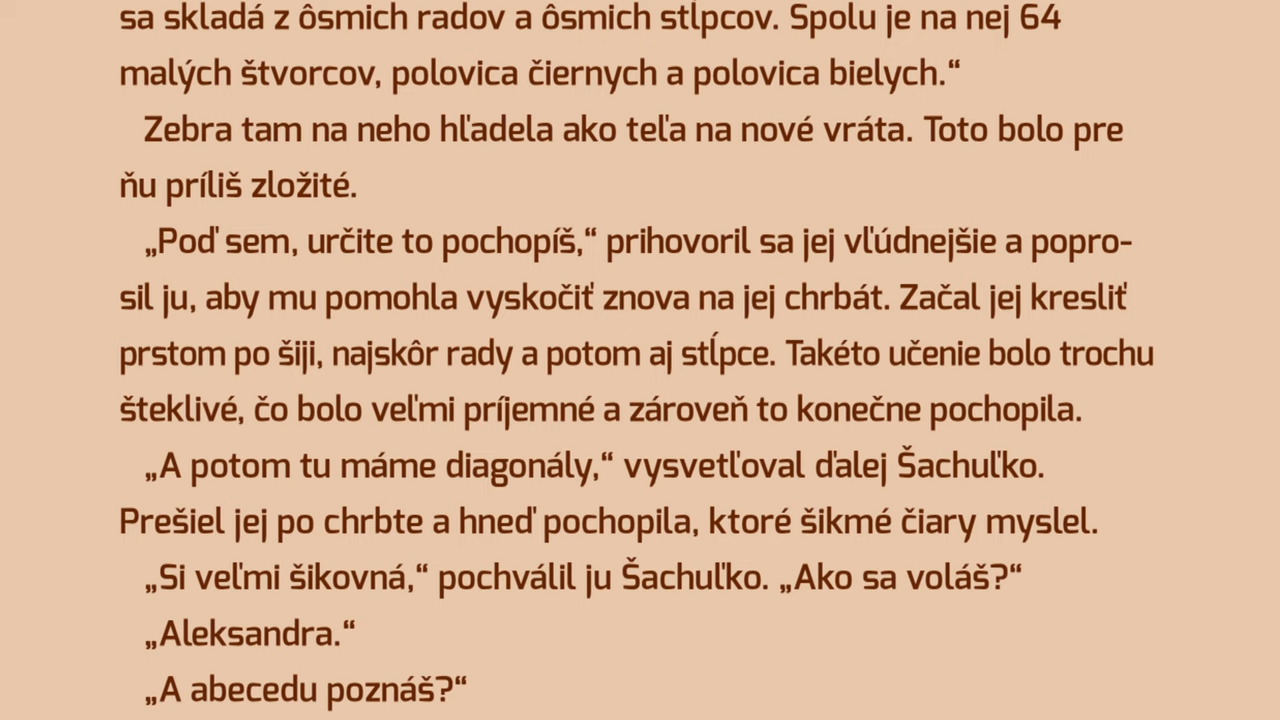 sa skladá z ôsmich radov a ôsmich stĺpcov. Spolu je na nej 64
malých štvorcov, polovica čiernych a polovica bielych.“
Zebra tam na neho hľadela ako teľa na nové vráta. Toto bolo pre
ňu príliš zložité.
„Poď sem, určite to pochopíš,“ prihovoril sa jej vľúdnejšie a popro-
sil ju, aby mu pomohla vyskočiť znova na jej chrbát. Začal jej kresliť
prstom po šiji, najskôr rady a potom aj stĺpce. Takéto učenie bolo trochu
šteklivé, čo bolo veľmi príjemné a zároveň to konečne pochopila.
„A potom tu máme diagonály,“ vysvetľoval ďalej Šachuľko.
Prešiel jej po chrbte a hneď pochopila, ktoré šikmé čiary myslel.
„Si veľmi šikovná,“ pochválil ju Šachuľko. „Ako sa voláš?“
„Aleksandra.“
„A abecedu poznáš?“